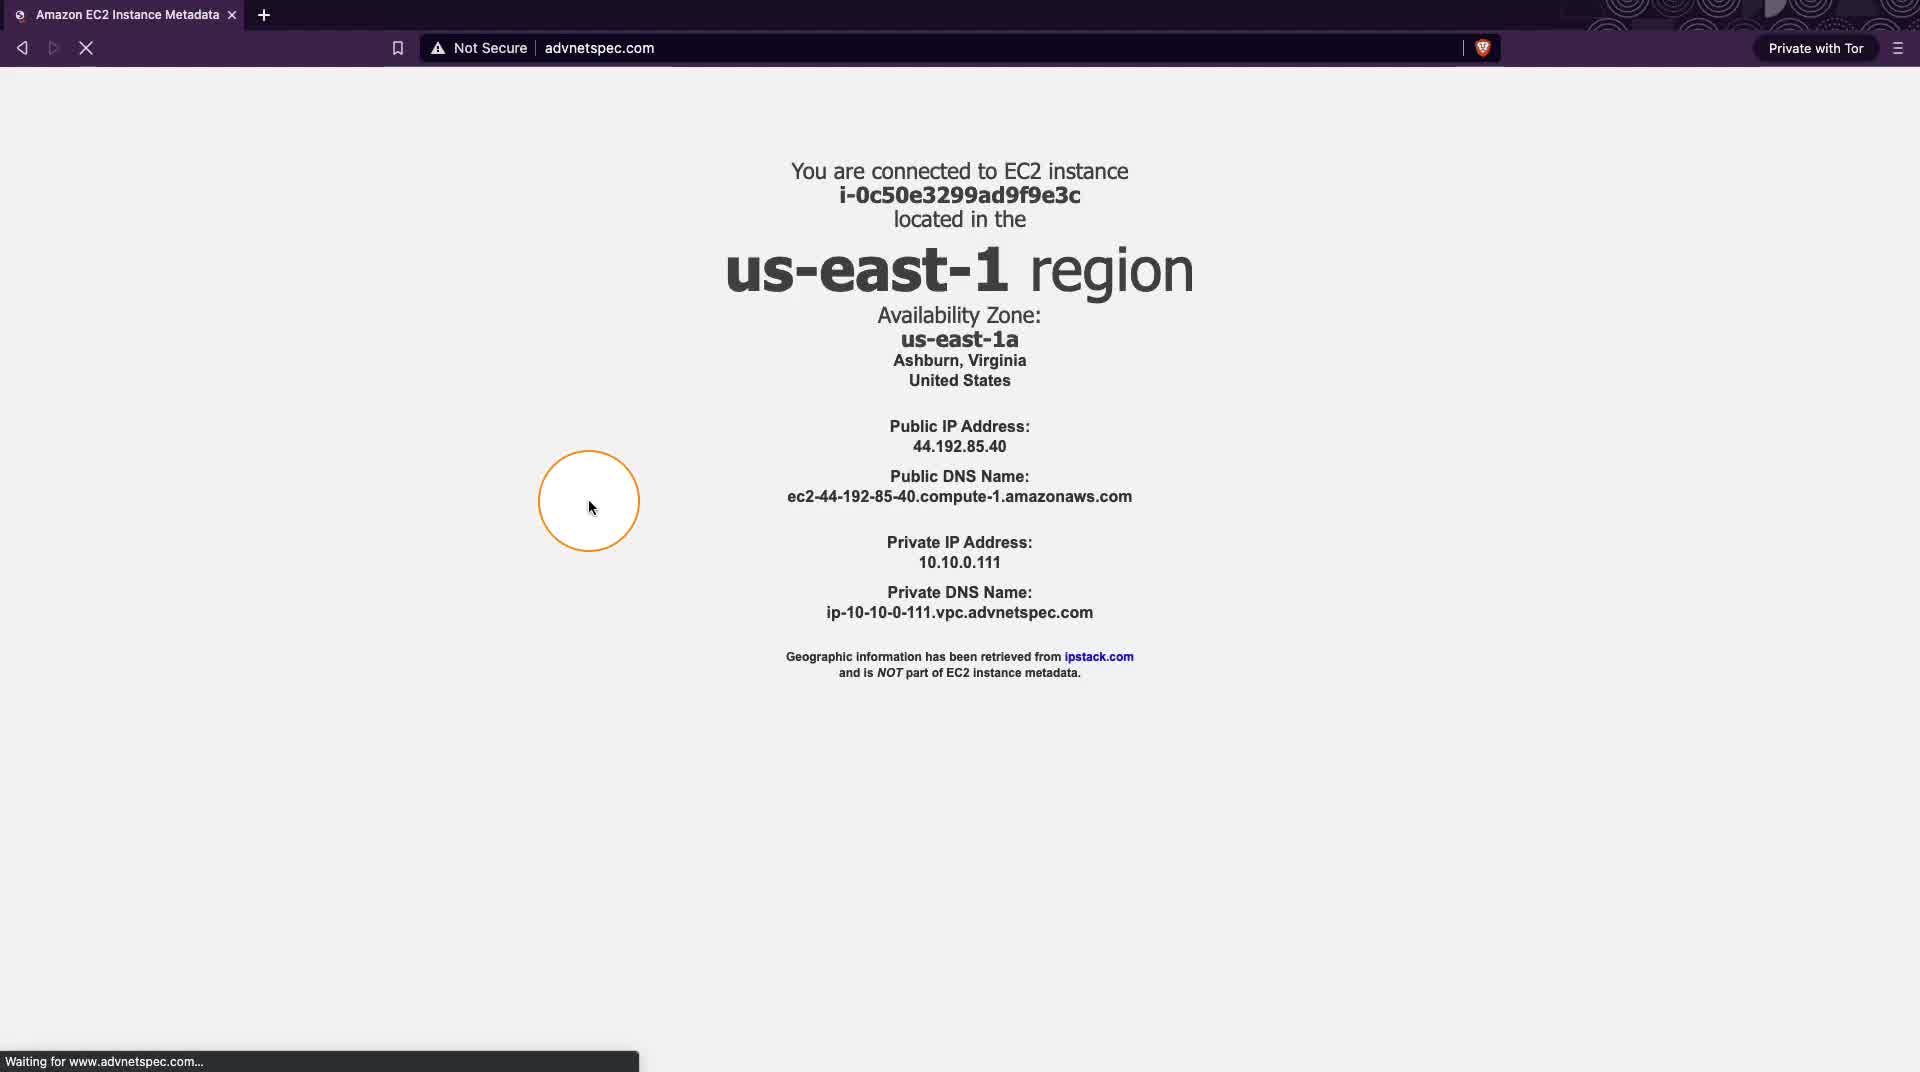 Amazon EC2 Instance Metadata
Not Secure
advnetspec.com
Private with Tor
You are connected to EC2 instance
i-0c50e3299ad9f9e3c
located in the
us-east-1 region
Availability Zone:
us-east-1a
Ashburn, Virginia
United States
Public IP Address:
44.192.85.40
Public DNS Name:
ec2-44-192-85-40.compute-1.amazonaws.com
Private IP Address:
10.10.0.111
Private DNS Name:
ip-10-10-0-111.vpc.advnetspec.com
Geographic information has been retrieved from ipstack.com
and is NOT part of EC2 instance metadata.
Waiting for www.advnetspec.com...